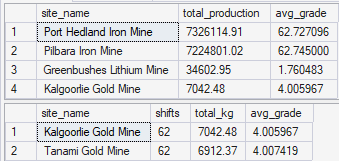 site_name total_production avg_grade
1 Port Hedland Iron Mine 7326114.91 62.727096
2 Pilbara Iron Mine 7224801.02 62.745000
3 Greenbushes Lithium Mine 34602.95 1.760483
4 Kalgoorlie Gold Mine 7042.48 4.005967
site_name shifts total_kg avg_grade
1 Kalgoorlie Gold Mine 62 7042.48 4.005967
2 Tanami Gold Mine 62 6912.37 4.007419